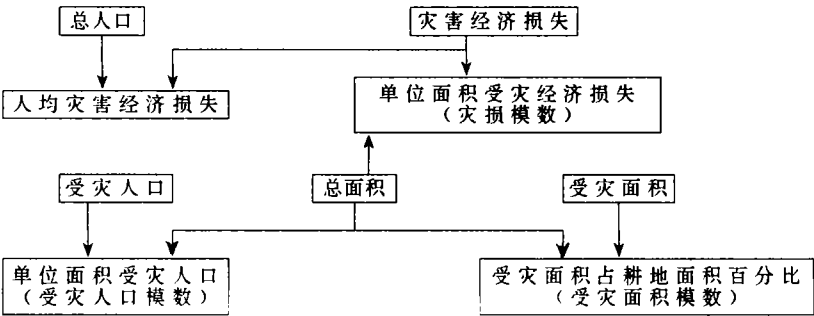 总人口
灾害经济损失
人均灾害经济损失
单位面积受灾经济损失
（灾损模数）
受灾人口
总面积
受灾面积
单位面积受灾人口
（受灾人口模数）
受灾面积占耕地面积百分比
（受灾面积模数）